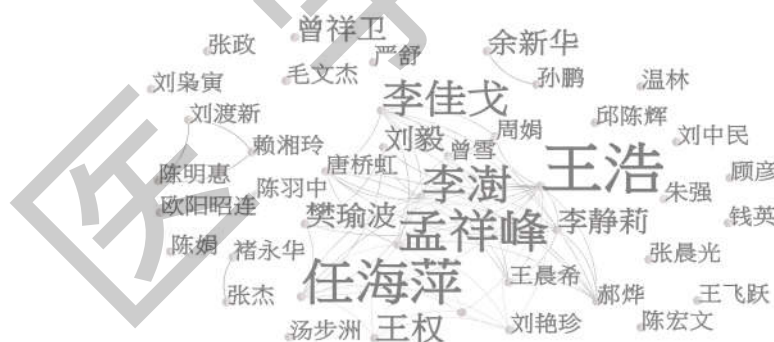 曾祥卫
张政
严舒
余新华
刘枭寅
毛文杰
孙鹏
温林
李佳戈
刘渡新
邱陈辉
周娟
刘毅
刘中民
赖湘玲
曾雪
唐桥虹
王浩
顾彦
陈明惠
陈羽中
李澍
朱强
欧阳昭连
樊瑜波
孟祥峰
李静莉
钱英
陈娟
褚永华
张晨光
任海萍
王晨希
张杰
郝烨
王飞跃
汤步洲
王权
刘艳珍
陈宏文
医学